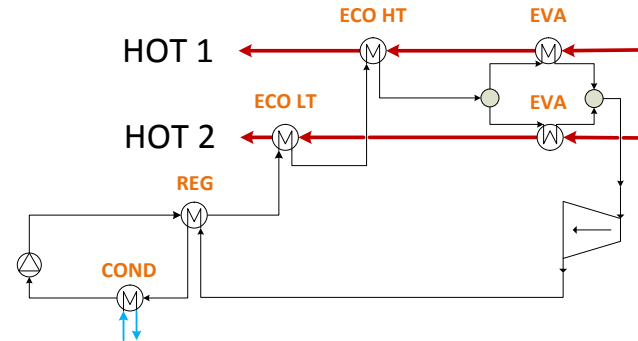 ECO HT
EVA
HOT 1
ECO LT
EVA
HOT 2
REG
COND